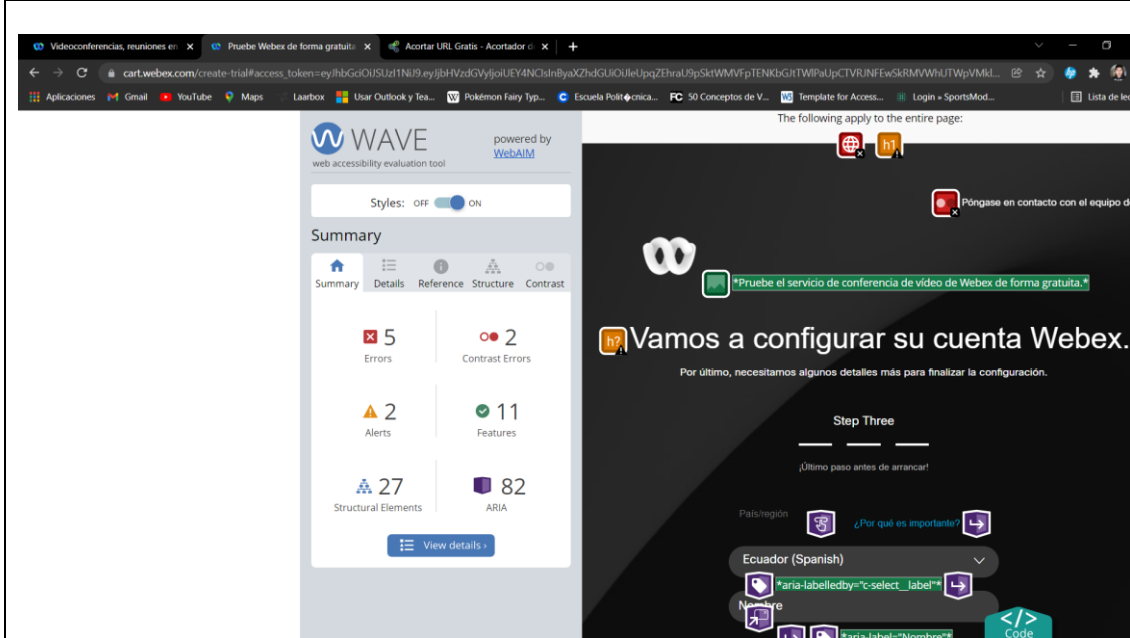 Videoconferencias, reuniones en
Pruebe Webex de forma gratuita
Acortar URL Gratis - Acortador d
cart.webex.com/create-trial#access_token=
Aplicaciones
Gmail
YouTube
Maps
Laarbox
Usar Outlook y Tea...
Pokémon Fairy Typ...
Escuela Polit�cnica...
50 Conceptos de V...
Template for Access...
Login » SportsMod...
Lista de lec
WAVE
web accessibility evaluation tool
powered by
WebAIM
Styles: OFF ON
Summary
Summary Details Reference Structure Contrast
5
Errors
2
Contrast Errors
2
Alerts
11
Features
27
Structural Elements
82
ARIA
View details ›
The following apply to the entire page:
h1
Póngase en contacto con el equipo de
*Pruebe el servicio de conferencia de vídeo de Webex de forma gratuita.*
h? Vamos a configurar su cuenta Webex.
Por último, necesitamos algunos detalles más para finalizar la configuración.
Step Three
¡Último paso antes de arrancar!
País/región
¿Por qué es importante?
Ecuador (Spanish)
*aria-labelledby="c-select__label"*
Nombre
*aria-label="Nombre"*
</>
Code